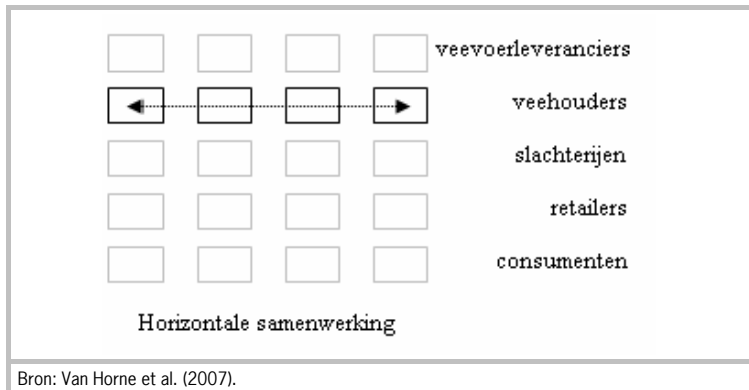 veevoerleveranciers
veehouders
slachterijen
retailers
consumenten
Horizontale samenwerking
Bron: Van Horne et al. (2007).